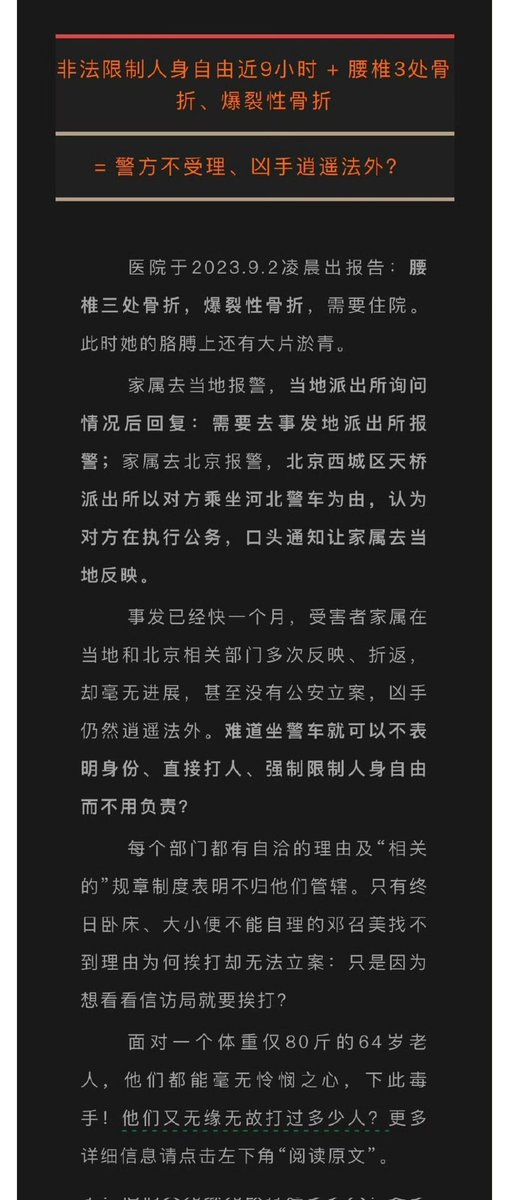 非法限制人身自由近9小时 + 腰椎3处骨
折、爆裂性骨折
= 警方不受理、凶手逍遥法外？
医院于2023.9.2凌晨出报告：腰
椎三处骨折，爆裂性骨折，需要住院。
此时她的胳膊上还有大片淤青。
家属去当地报警，当地派出所询问
情况后回复：需要去事发地派出所报
警；家属去北京报警，北京西城区天桥
派出所以对方乘坐河北警车为由，认为
对方在执行公务，口头通知让家属去当
地反映。
事发已经快一个月，受害者家属在
当地和北京相关部门多次反映、折返，
却毫无进展，甚至没有公安立案，凶手
仍然逍遥法外。难道坐警车就可以不表
明身份、直接打人、强制限制人身自由
而不用负责？
每个部门都有自洽的理由及“相关
的”规章制度表明不归他们管辖。只有终
日卧床、大小便不能自理的邓召美找不
到理由为何挨打却无法立案：只是因为
想看看信访局就要挨打？
面对一个体重仅80斤的64岁老
人，他们都能毫无怜悯之心，下此毒
手！他们又无缘无故打过多少人？更多
详细信息请点击左下角“阅读原文”。